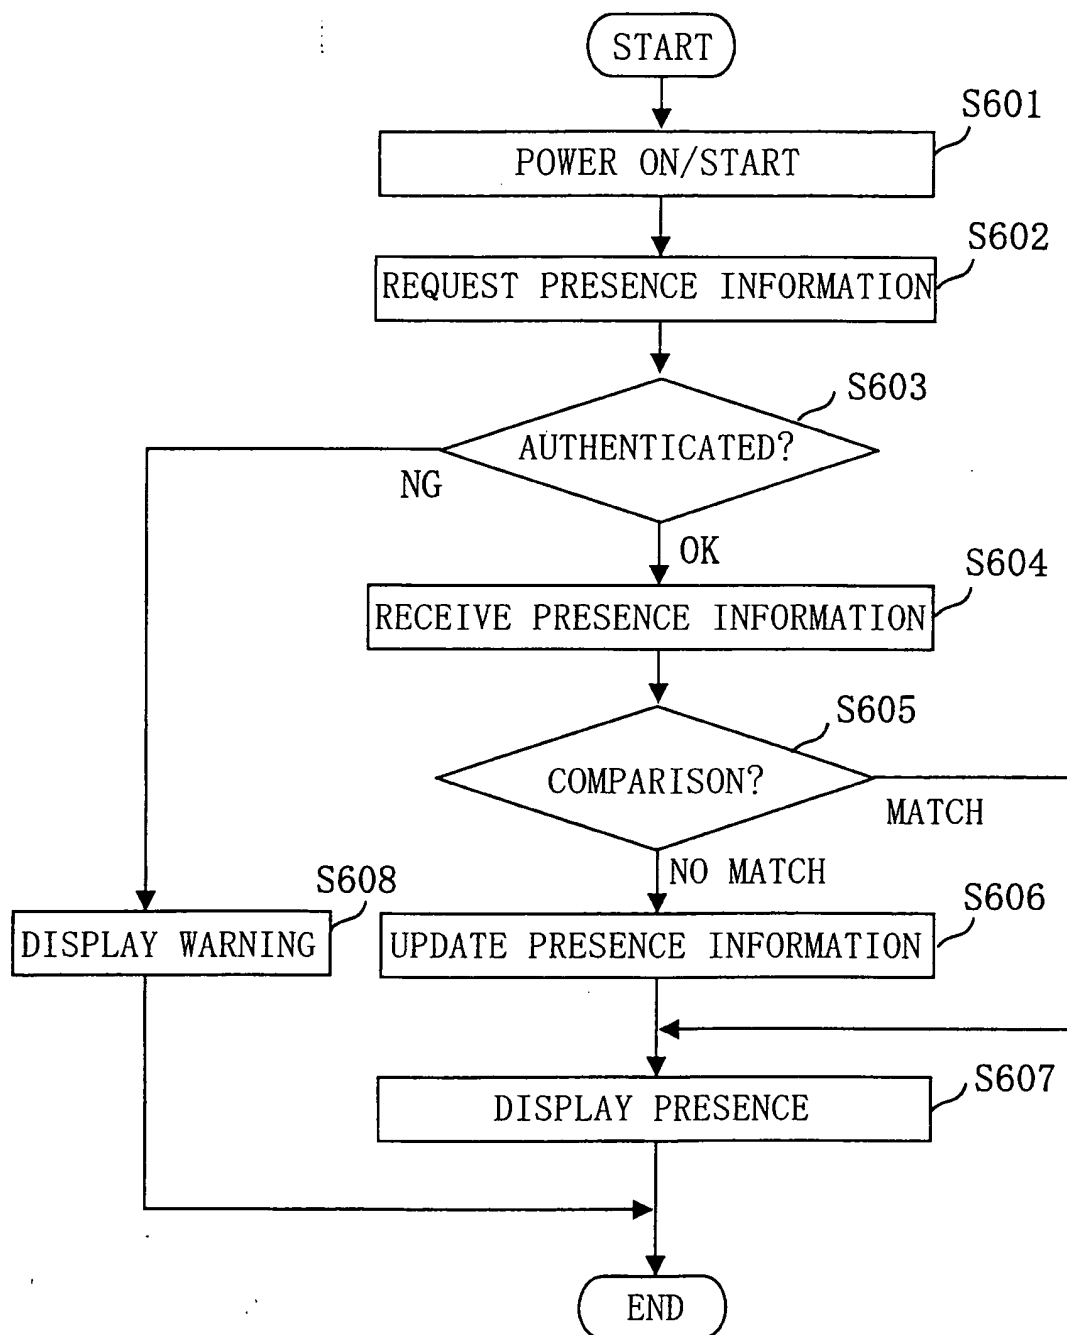 START
S601
POWER ON/START
S602
REQUEST PRESENCE INFORMATION
S603
AUTHENTICATED?
NG
OK
S604
RECEIVE PRESENCE INFORMATION
S605
COMPARISON?
MATCH
NO MATCH
S608
S606
DISPLAY WARNING
UPDATE PRESENCE INFORMATION
S607
DISPLAY PRESENCE
END